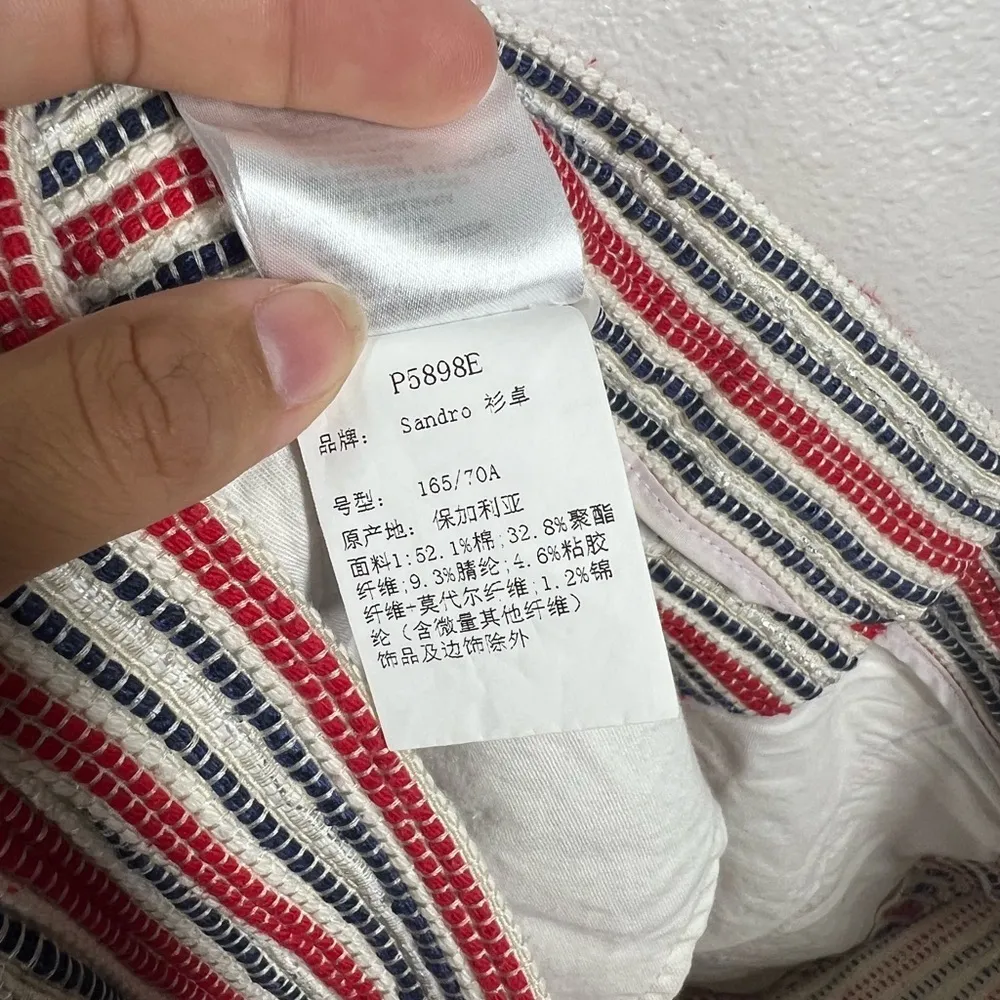 P5898E
品牌： Sandro 衫卓
号型： 165/70A
原产地： 保加利亚
面料1:52.1%棉;32.8%聚酯
纤维;9.3%腈纶;4.6%粘胶
纤维+莫代尔纤维;1.2%锦
纶（含微量其他纤维）
饰品及边饰除外